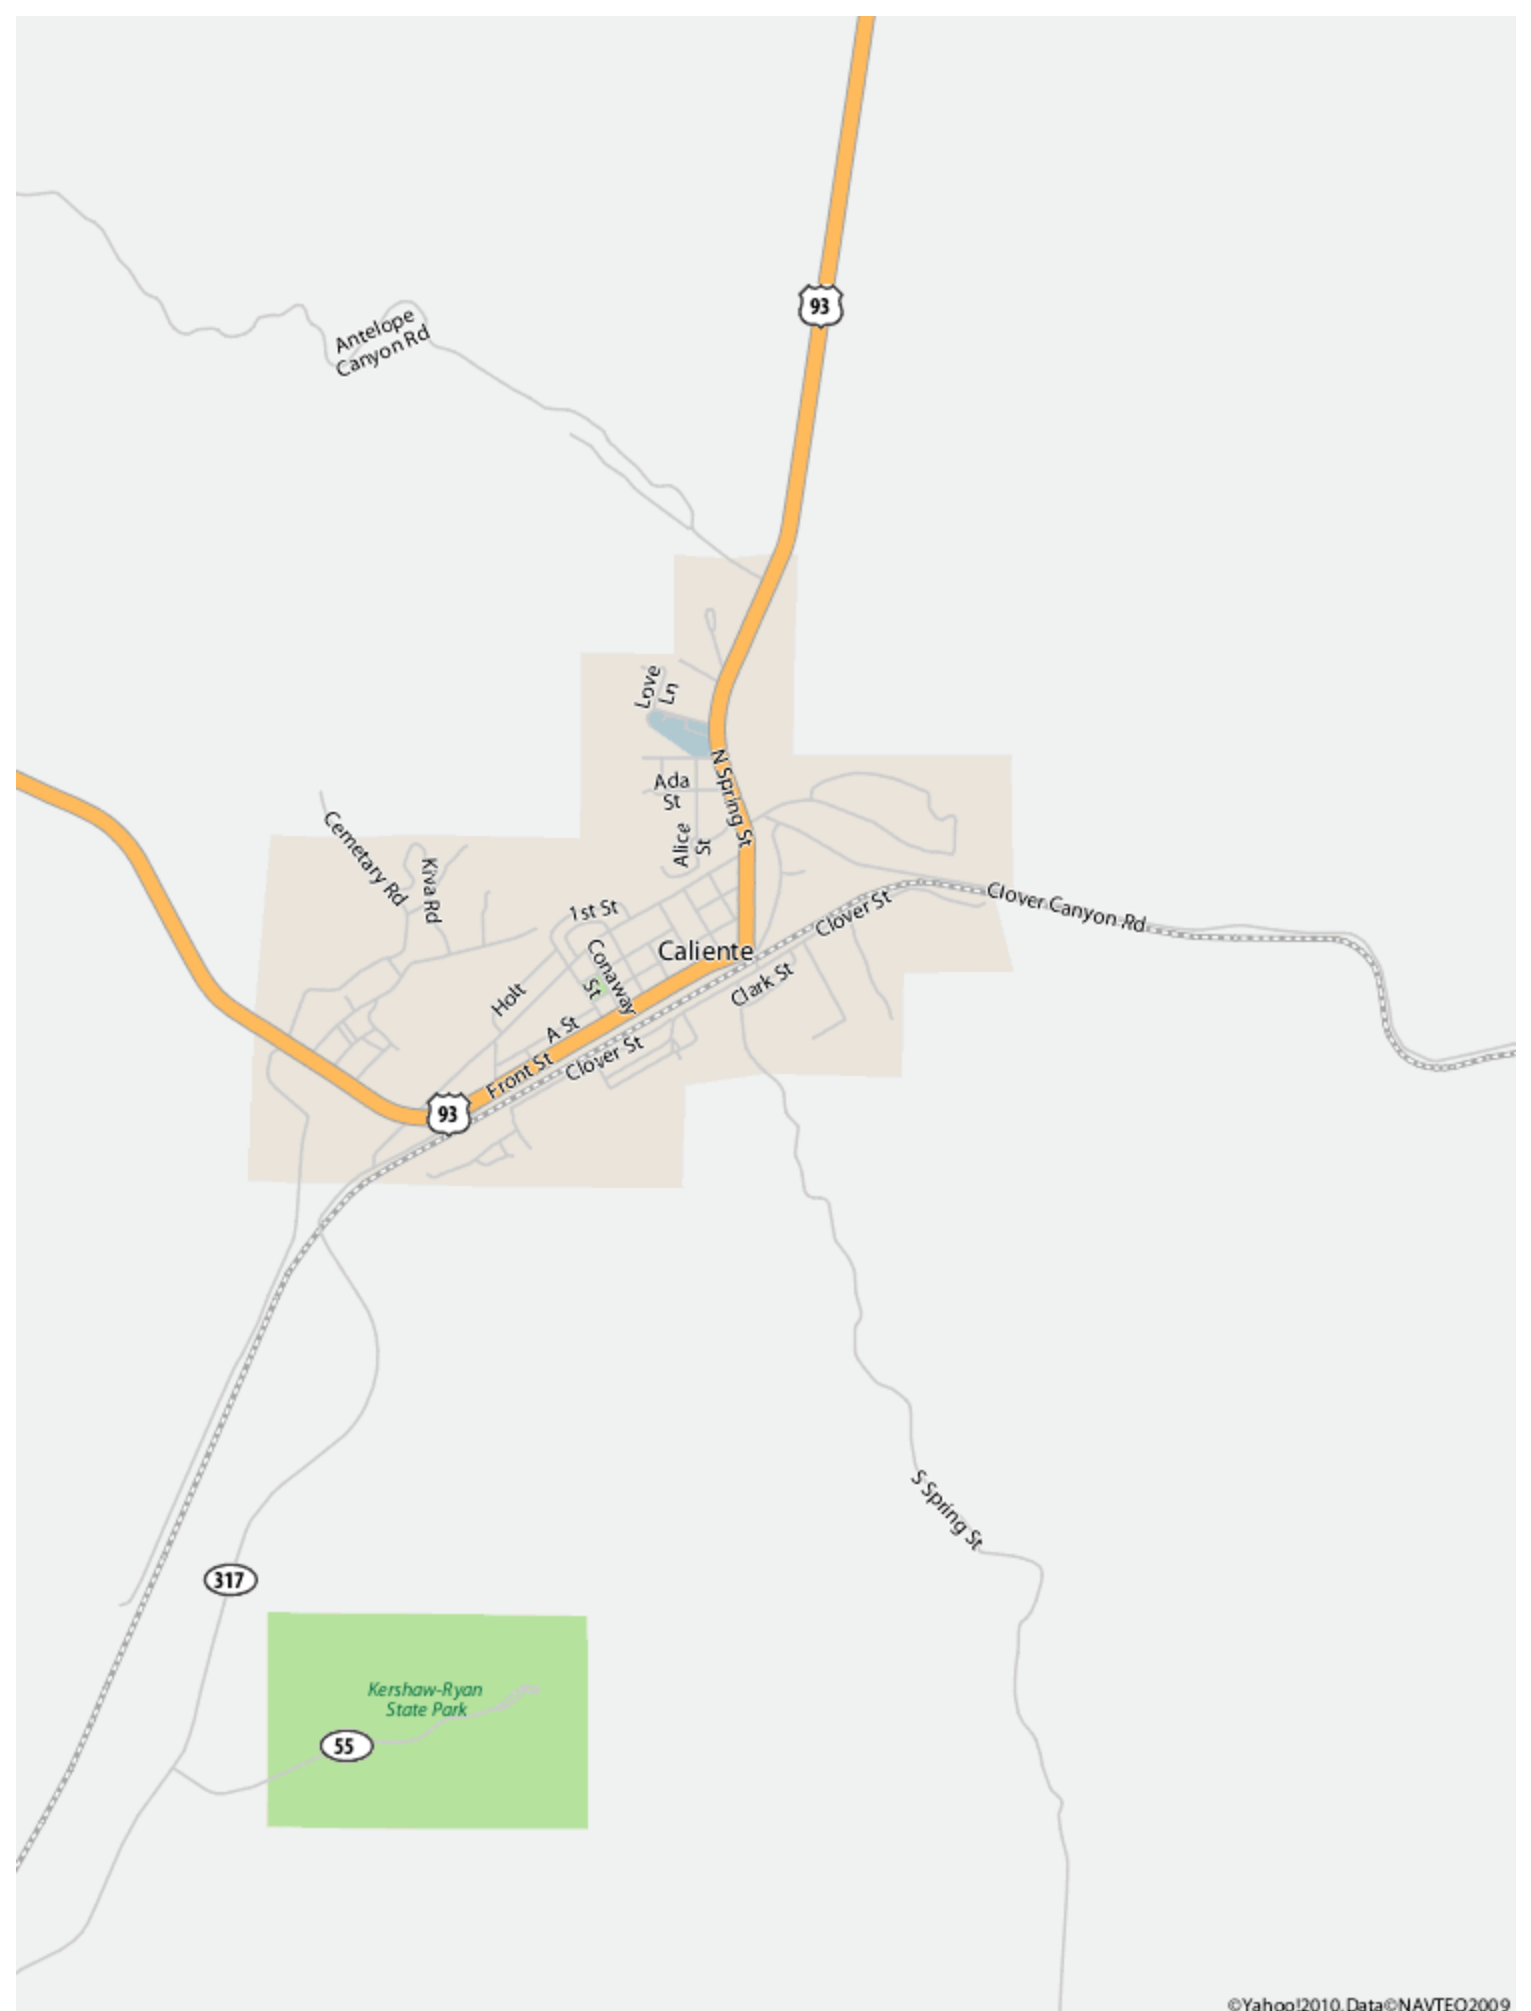 93
Antelope
Canyon Rd
Love
Ln
N Spring St
Ada
St
Alice
St
Cemetary Rd
Kiva Rd
Clover Canyon Rd
1st St
Clover St
Caliente
Conaway
St
Clark St
Holt
A St
Clover St
Front St
93
S Spring St
317
Kershaw-Ryan
State Park
55
©Yahoo!2010,Data©NAVTEQ2009